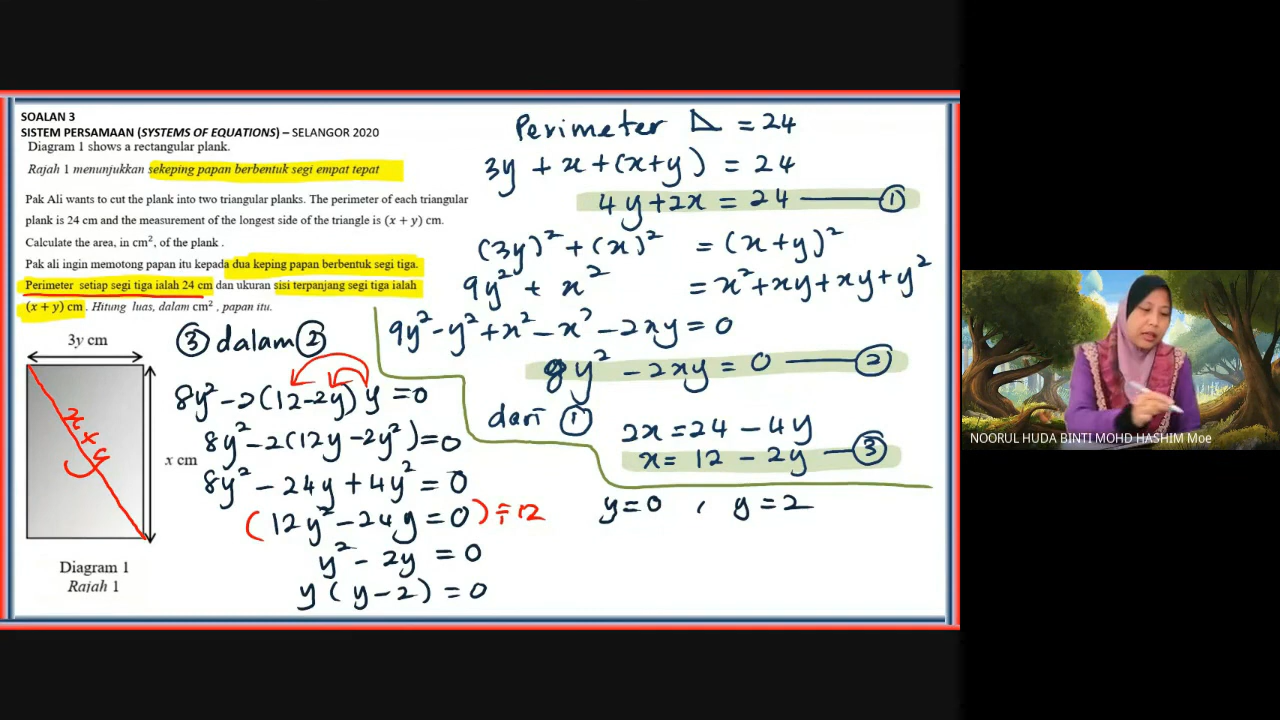 SOALAN 3
SISTEM PERSAMAAN (SYSTEMS OF EQUATIONS) – SELANGOR 2020
Diagram 1 shows a rectangular plank.
Rajah 1 menunjukkan sekeping papan berbentuk segi empat tepat
Pak Ali wants to cut the plank into two triangular planks. The perimeter of each triangular
plank is 24 cm and the measurement of the longest side of the triangle is (x + y) cm.
Calculate the area, in cm², of the plank .
Pak ali ingin memotong papan itu kepada dua keping papan berbentuk segi tiga.
Perimeter setiap segi tiga ialah 24 cm dan ukuran sisi terpanjang segi tiga ialah
(x + y) cm . Hitung luas, dalam cm² , papan itu.
3y cm
x cm
x+y
Diagram 1
Rajah 1
Perimeter ◺ = 24
3y + x + (x+y) = 24
4y + 2x = 24 —— ①
(3y)² + (x)² = (x+y)²
9y² + x² = x² + xy + xy + y²
9y² - y² + x² - x² - 2xy = 0
8y² - 2xy = 0 —— ②
dari ①
2x = 24 - 4y
x = 12 - 2y — ③
③ dalam ②
8y² - 2(12-2y) y = 0
8y² - 2(12y - 2y²) = 0
8y² - 24y + 4y² = 0
(12y² - 24y = 0) ÷ 12
y² - 2y = 0
y (y-2) = 0
y=0 , y=2
NOORUL HUDA BINTI MOHD HASHIM Moe